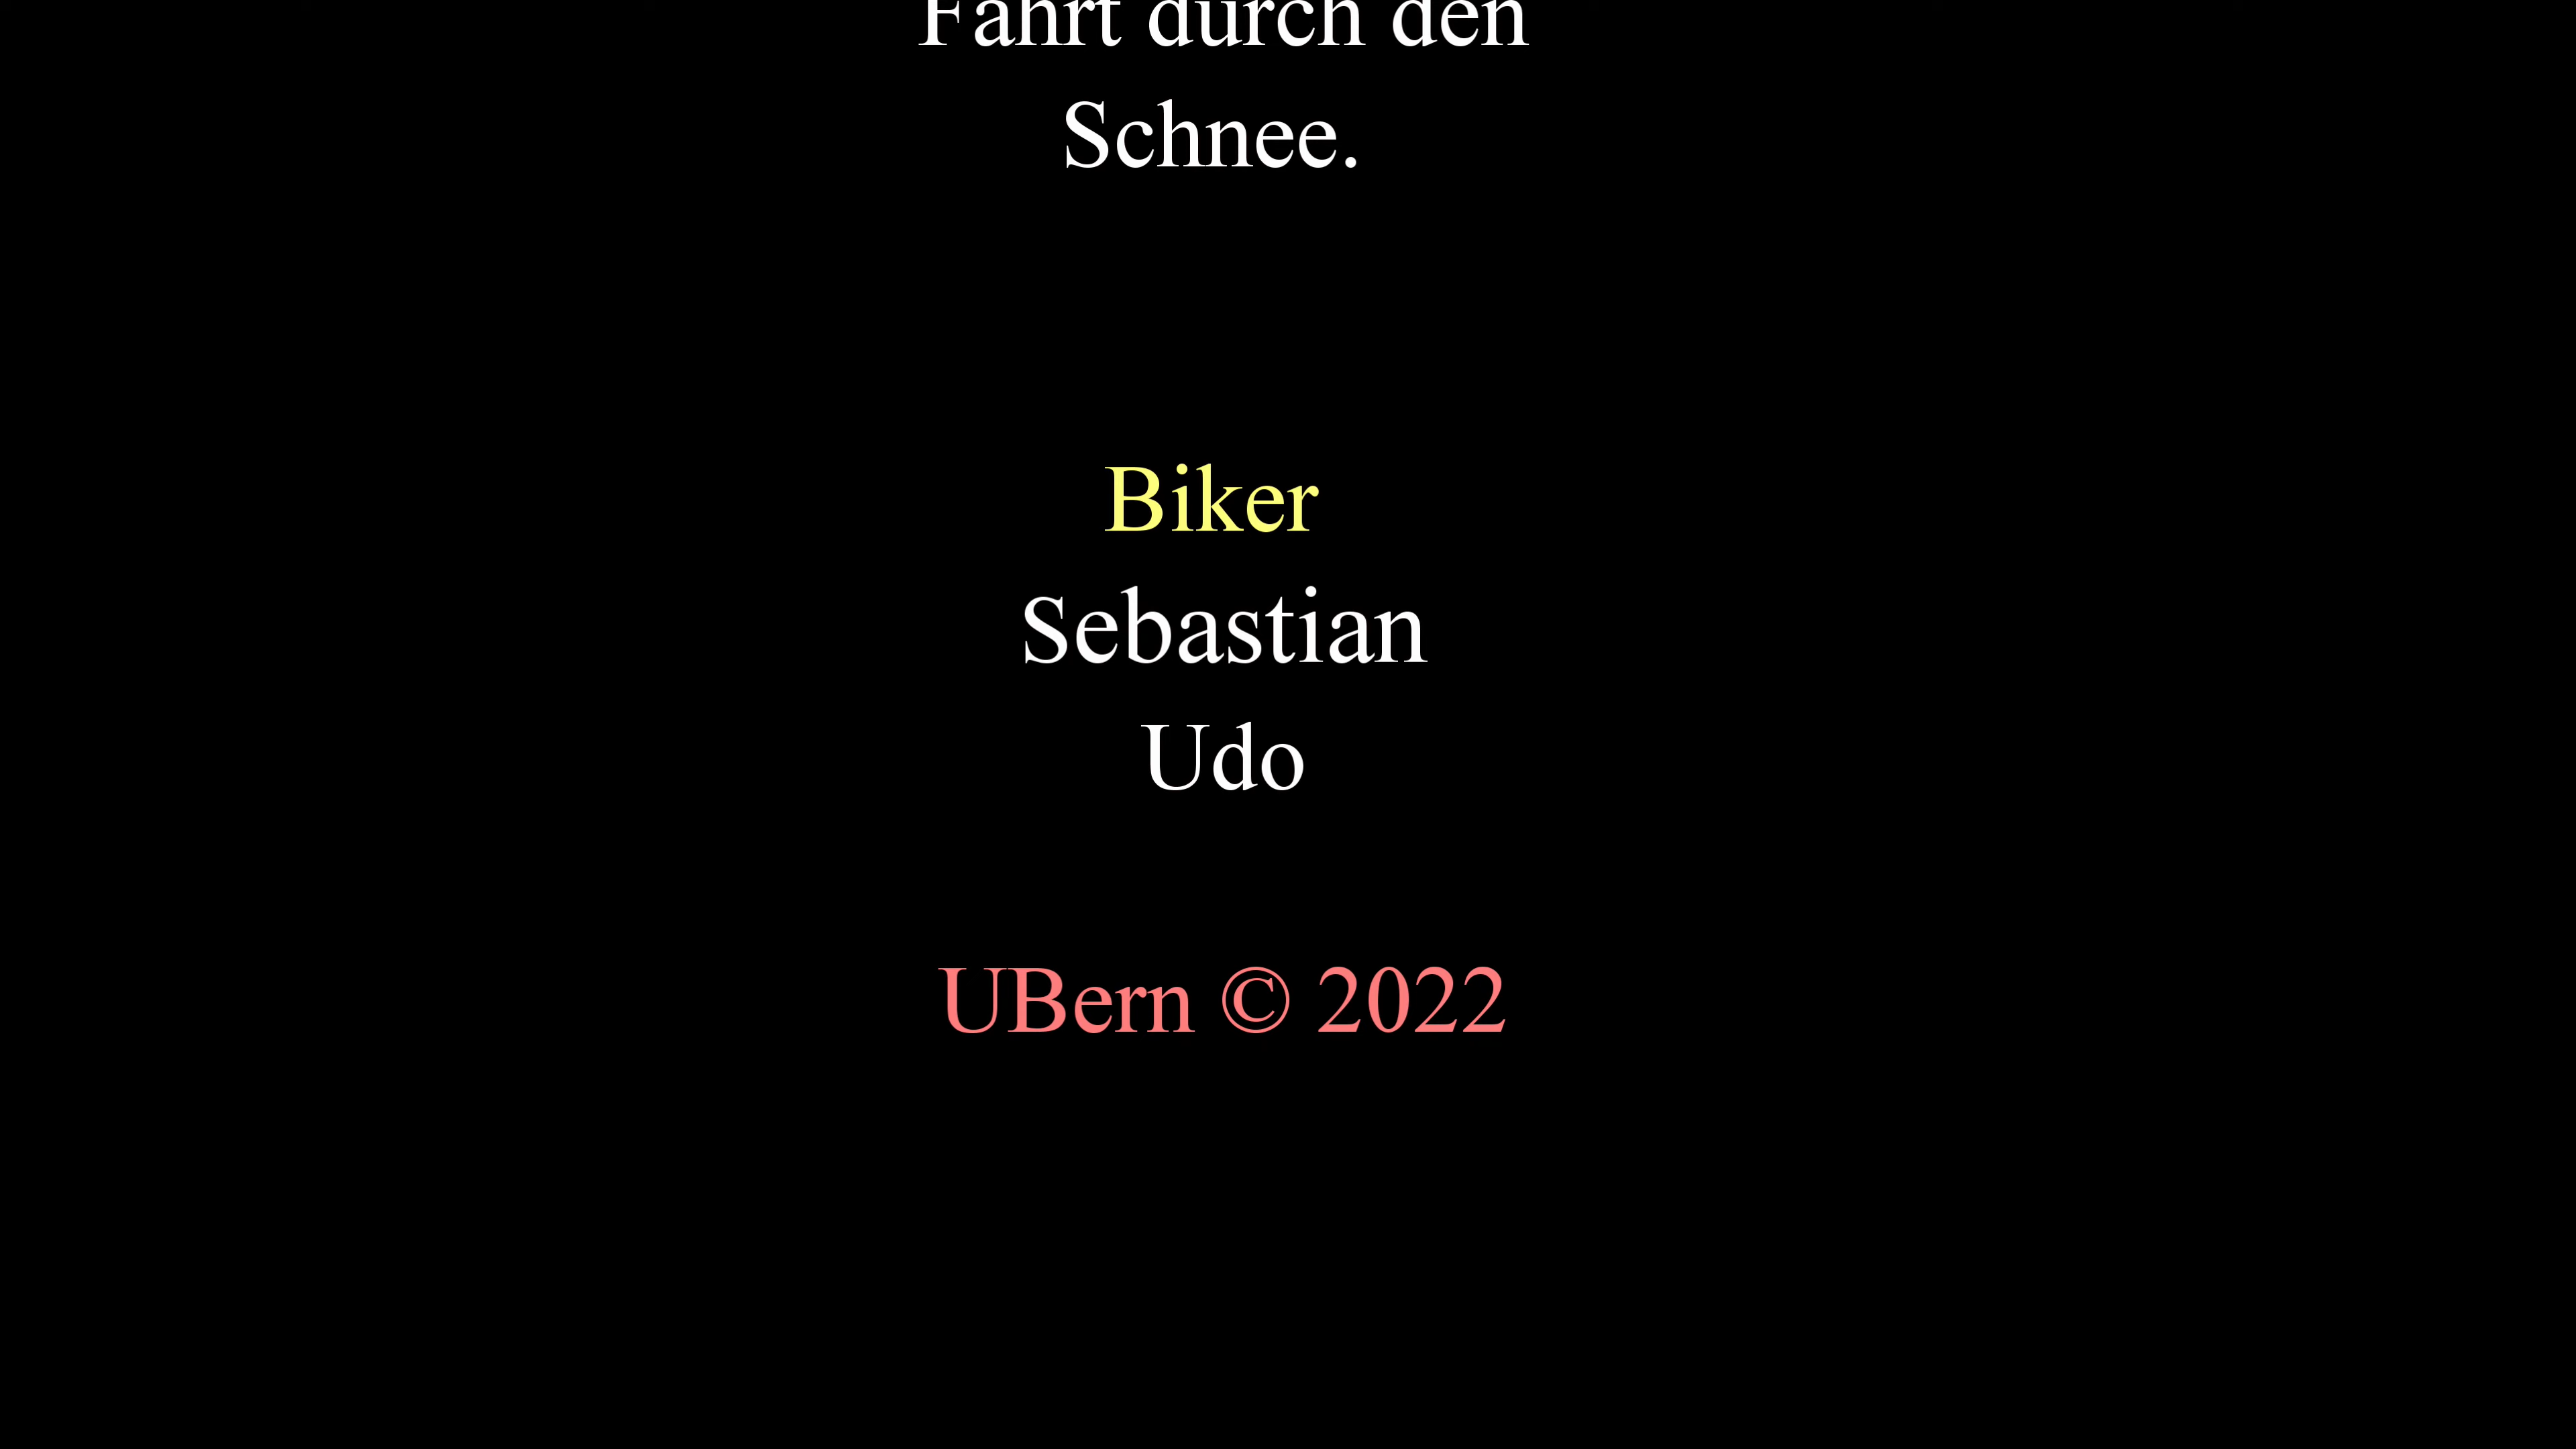 Fahrt durch den
Schnee.
Biker
Sebastian
Udo
UBern © 2022